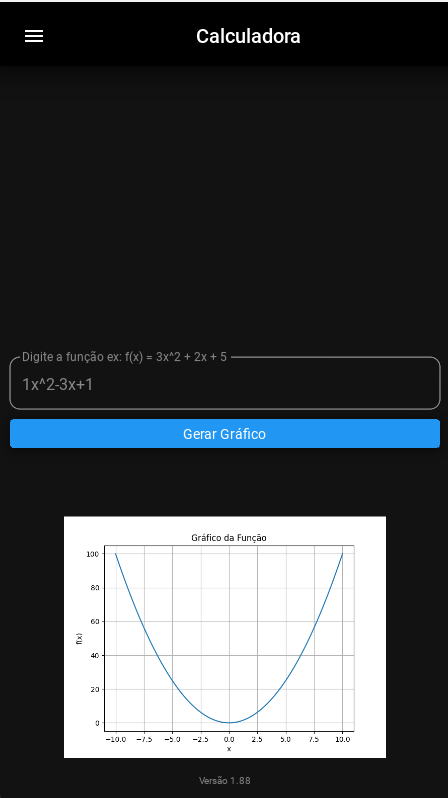 Calculadora
Digite a função ex: f(x) = 3x^2 + 2x + 5
1x^2-3x+1
Gerar Gráfico
Gráfico da Função
100
80
60
40
20
0
f(x)
−10.0 −7.5 −5.0 −2.5 0.0 2.5 5.0 7.5 10.0
x
Versão 1.88